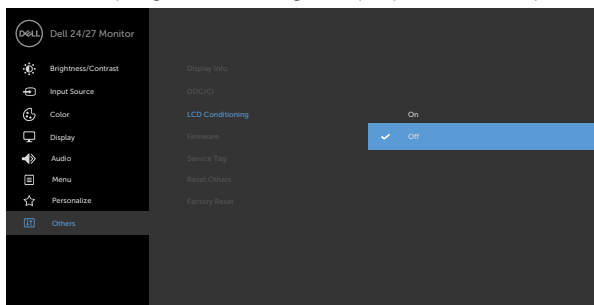 DELL
Dell 24/27 Monitor
Brightness/Contrast
Input Source
Color
Display
Audio
Menu
Personalize
Others
Display Info
DDC/CI
LCD Conditioning
Firmware
Service Tag
Reset Others
Factory Reset
On
Off